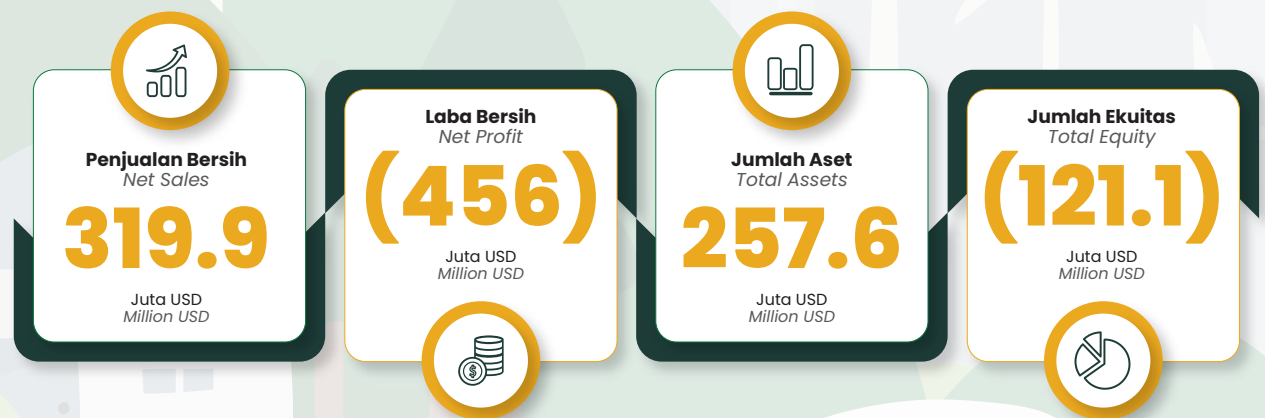 Penjualan Bersih
Net Sales
319.9
Juta USD
Million USD
Laba Bersih
Net Profit
(456)
Juta USD
Million USD
Jumlah Aset
Total Assets
257.6
Juta USD
Million USD
Jumlah Ekuitas
Total Equity
(121.1)
Juta USD
Million USD